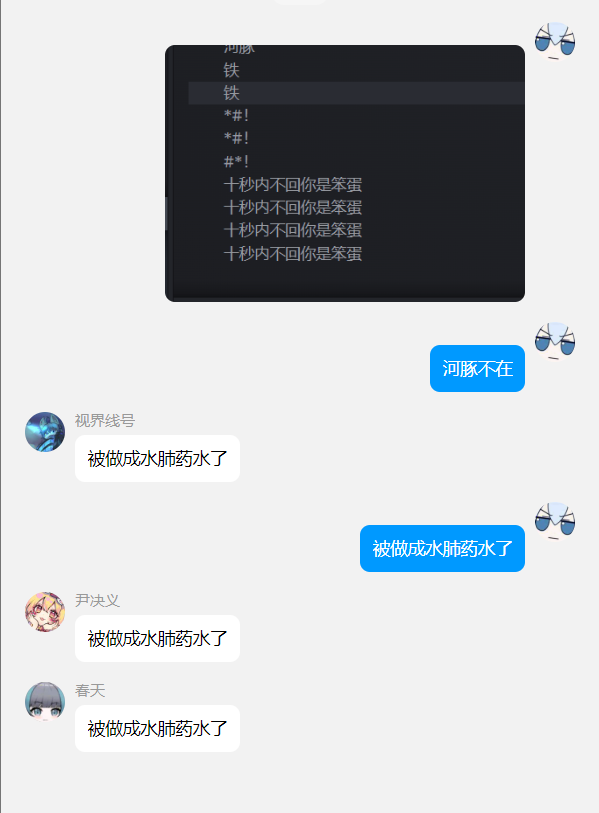 河豚
铁
铁
*#!
*#!
#*!
十秒内不回你是笨蛋
十秒内不回你是笨蛋
十秒内不回你是笨蛋
十秒内不回你是笨蛋
河豚不在
视界线号
被做成水肺药水了
被做成水肺药水了
尹决义
被做成水肺药水了
春天
被做成水肺药水了